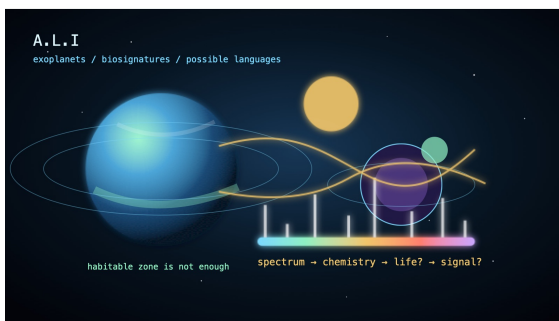 A.L.I
exoplanets / biosignatures / possible languages
habitable zone is not enough
spectrum → chemistry → life? → signal?